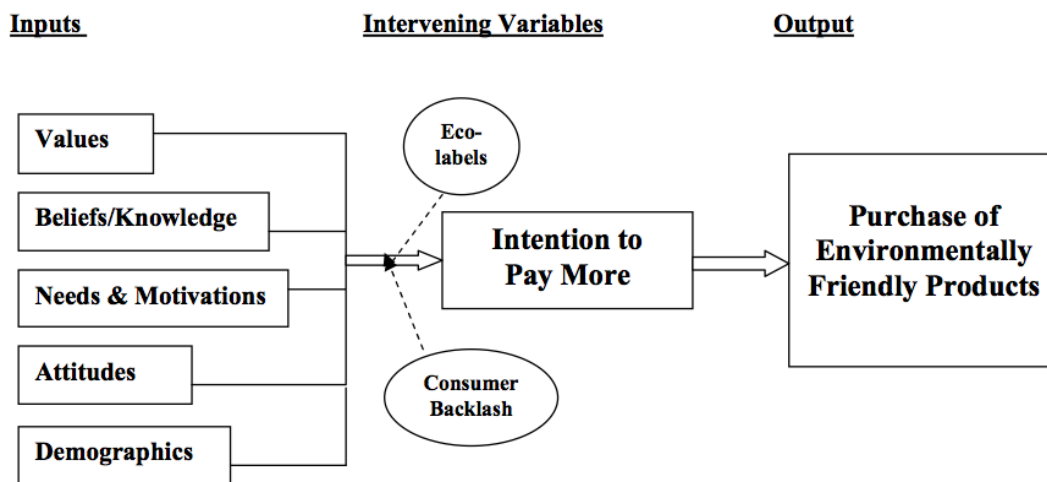 Inputs
Intervening Variables
Output
Values
Beliefs/Knowledge
Needs & Motivations
Attitudes
Demographics
Eco-
labels
Intention to
Pay More
Consumer
Backlash
Purchase of
Environmentally
Friendly Products